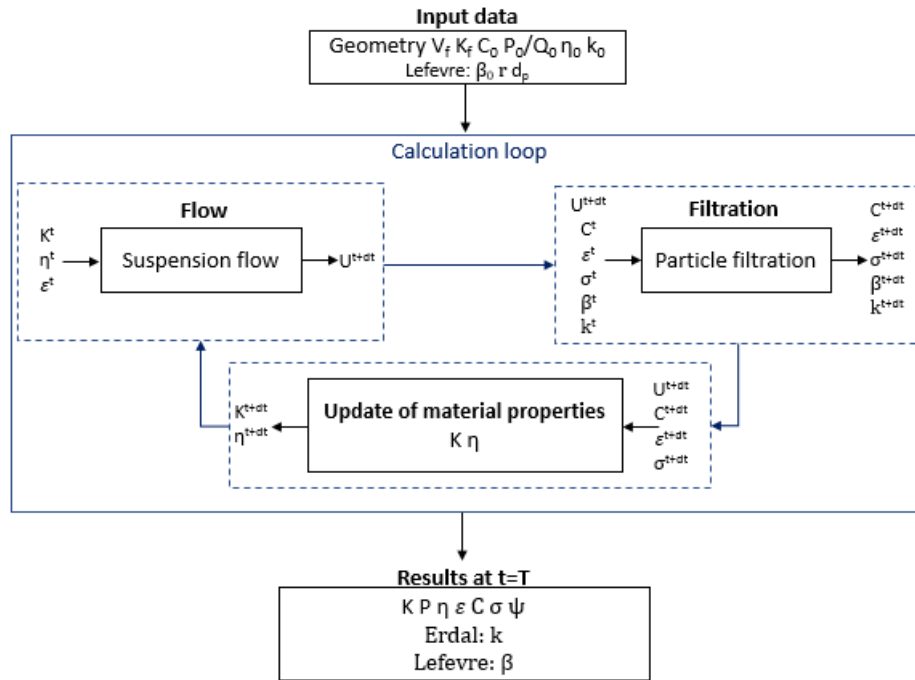 Input data
Geometry V_f K_f C_0 P_0/Q_0 η_0 k_0
Lefevre: β_0 r d_p
Calculation loop
Flow
K^t
η^t
ε^t
Suspension flow
U^{t+dt}
Filtration
U^{t+dt}
C^t
ε^t
σ^t
β^t
k^t
Particle filtration
C^{t+dt}
ε^{t+dt}
σ^{t+dt}
β^{t+dt}
k^{t+dt}
K^{t+dt}
η^{t+dt}
Update of material properties
K η
U^{t+dt}
C^{t+dt}
ε^{t+dt}
σ^{t+dt}
Results at t=T
K P η ε C σ ψ
Erdal: k
Lefevre: β